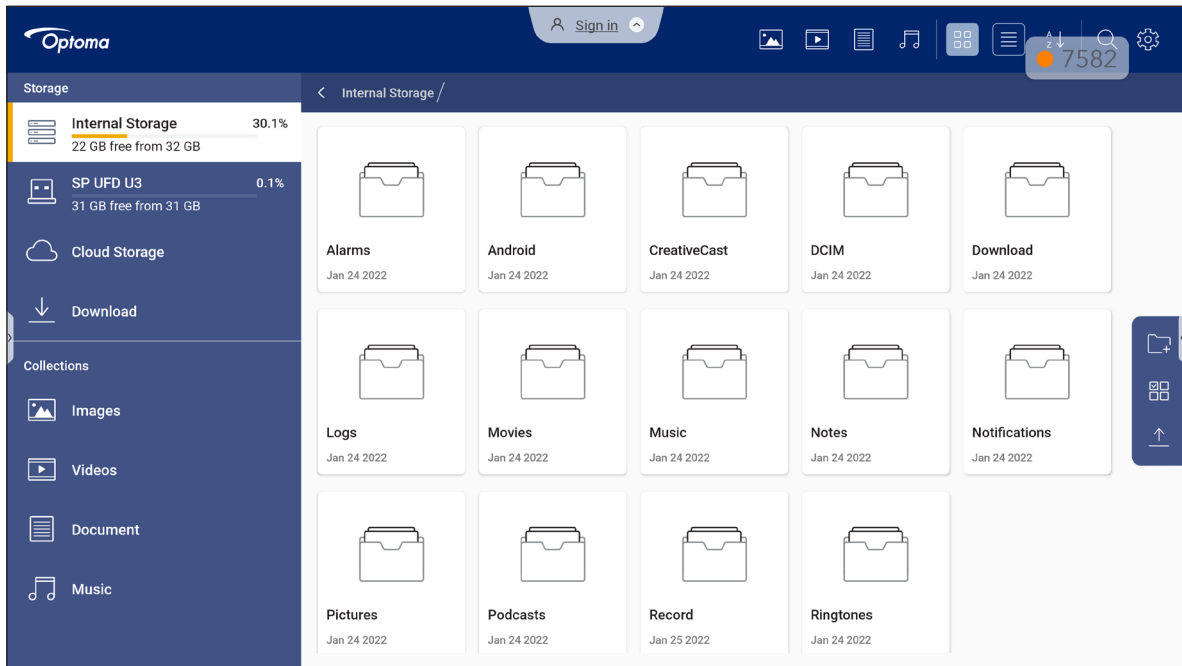 Optoma
Sign in
A
Z
7582
Storage
Internal Storage 30.1%
22 GB free from 32 GB
SP UFD U3 0.1%
31 GB free from 31 GB
Cloud Storage
Download
Collections
Images
Videos
Document
Music
Internal Storage /
Alarms Android CreativeCast DCIM Download
Jan 24 2022 Jan 24 2022 Jan 24 2022 Jan 24 2022 Jan 24 2022
Logs Movies Music Notes Notifications
Jan 24 2022 Jan 24 2022 Jan 24 2022 Jan 24 2022 Jan 24 2022
Pictures Podcasts Record Ringtones
Jan 24 2022 Jan 24 2022 Jan 25 2022 Jan 24 2022